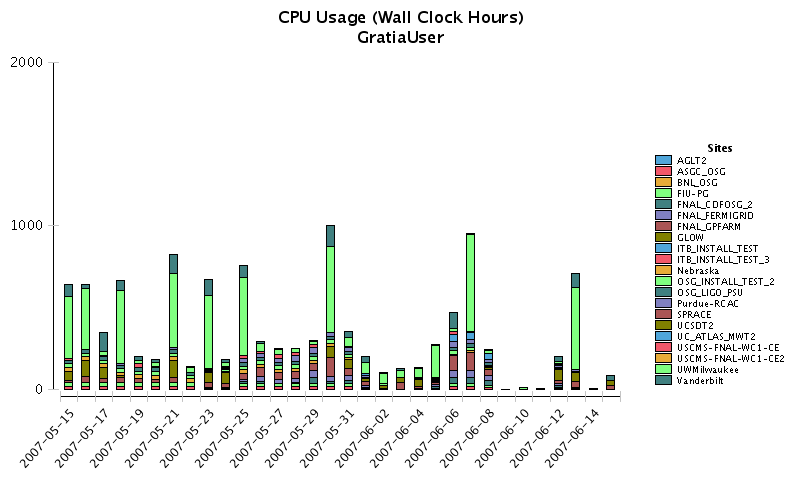 CPU Usage (Wall Clock Hours)
GratiaUser
2000
1000
0
2007-05-15
2007-05-17
2007-05-19
2007-05-21
2007-05-23
2007-05-25
2007-05-27
2007-05-29
2007-05-31
2007-06-02
2007-06-04
2007-06-06
2007-06-08
2007-06-10
2007-06-12
2007-06-14
Sites
AGLT2
ASGC_OSG
BNL_OSG
FIU-PG
FNAL_CDFOSG_2
FNAL_FERMIGRID
FNAL_GPFARM
GLOW
ITB_INSTALL_TEST
ITB_INSTALL_TEST_3
Nebraska
OSG_INSTALL_TEST_2
OSG_LIGO_PSU
Purdue-RCAC
SPRACE
UCSDT2
UC_ATLAS_MWT2
USCMS-FNAL-WC1-CE
USCMS-FNAL-WC1-CE2
UWMilwaukee
Vanderbilt